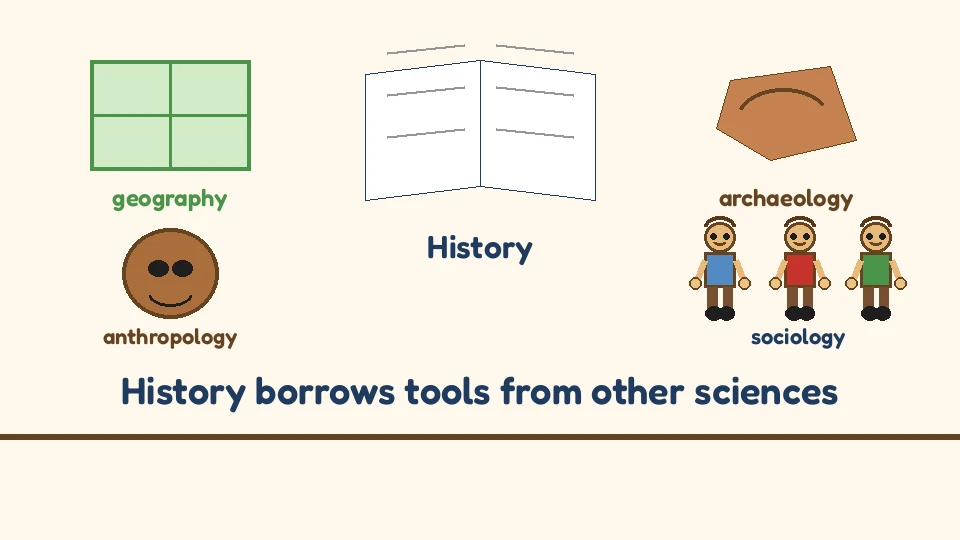 geography
archaeology
History
anthropology
sociology
History borrows tools from other sciences